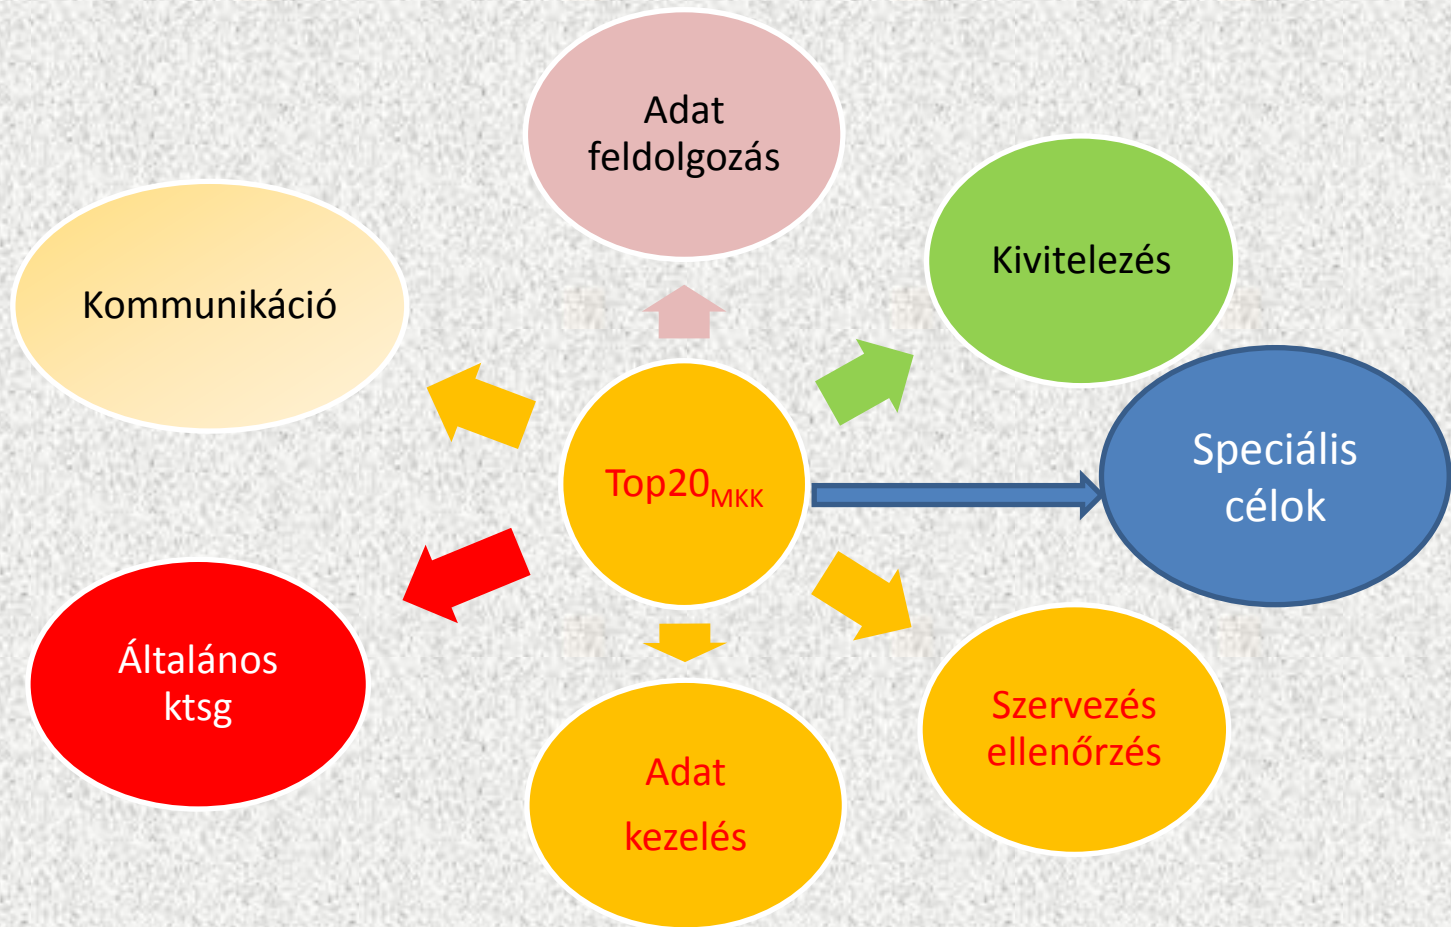 Adat
feldolgozás
Kivitelezés
Kommunikáció
Speciális
célok
Top20MKK
Általános
ktsg
Szervezés
ellenőrzés
Adat
kezelés